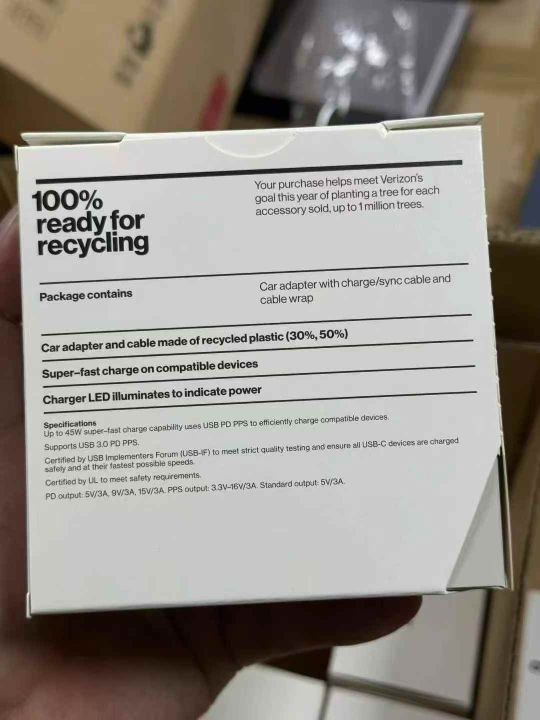 100%
ready for
recycling
Your purchase helps meet Verizon's
goal this year of planting a tree for each
accessory sold, up to 1 million trees.
Package contains
Car adapter with charge/sync cable and
cable wrap
Car adapter and cable made of recycled plastic (30%, 50%)
Super-fast charge on compatible devices
Charger LED illuminates to indicate power
Specifications
Up to 45W super-fast charge capability uses USB PD PPS to efficiently charge compatible devices.
Supports USB 3.0 PD PPS.
Certified by USB Implementers Forum (USB-IF) to meet strict quality testing and ensure all USB-C devices are charged
safely and at their fastest possible speeds.
Certified by UL to meet safety requirements.
PD output: 5V/3A, 9V/3A, 15V/3A. PPS output: 3.3V-16V/3A. Standard output: 5V/3A.